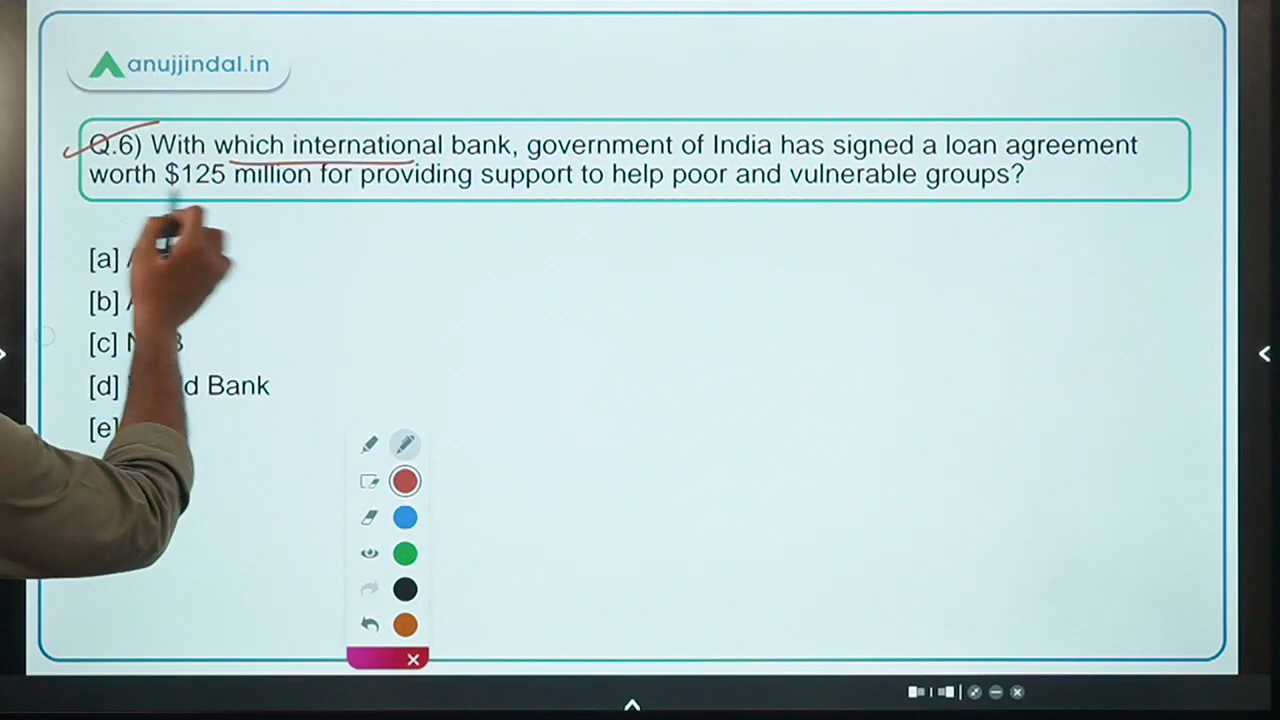 anujjindal.in
Q.6) With which international bank, government of India has signed a loan agreement
worth $125 million for providing support to help poor and vulnerable groups?
[a]
[b]
[c]
[d] Bank
[e]